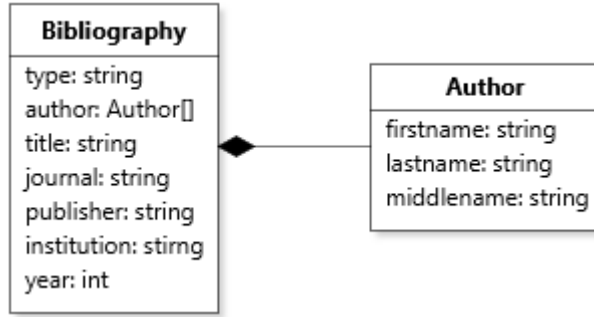 Bibliography
type: string
author: Author[]
title: string
journal: string
publisher: string
institution: stirng
year: int
Author
firstname: string
lastname: string
middlename: string